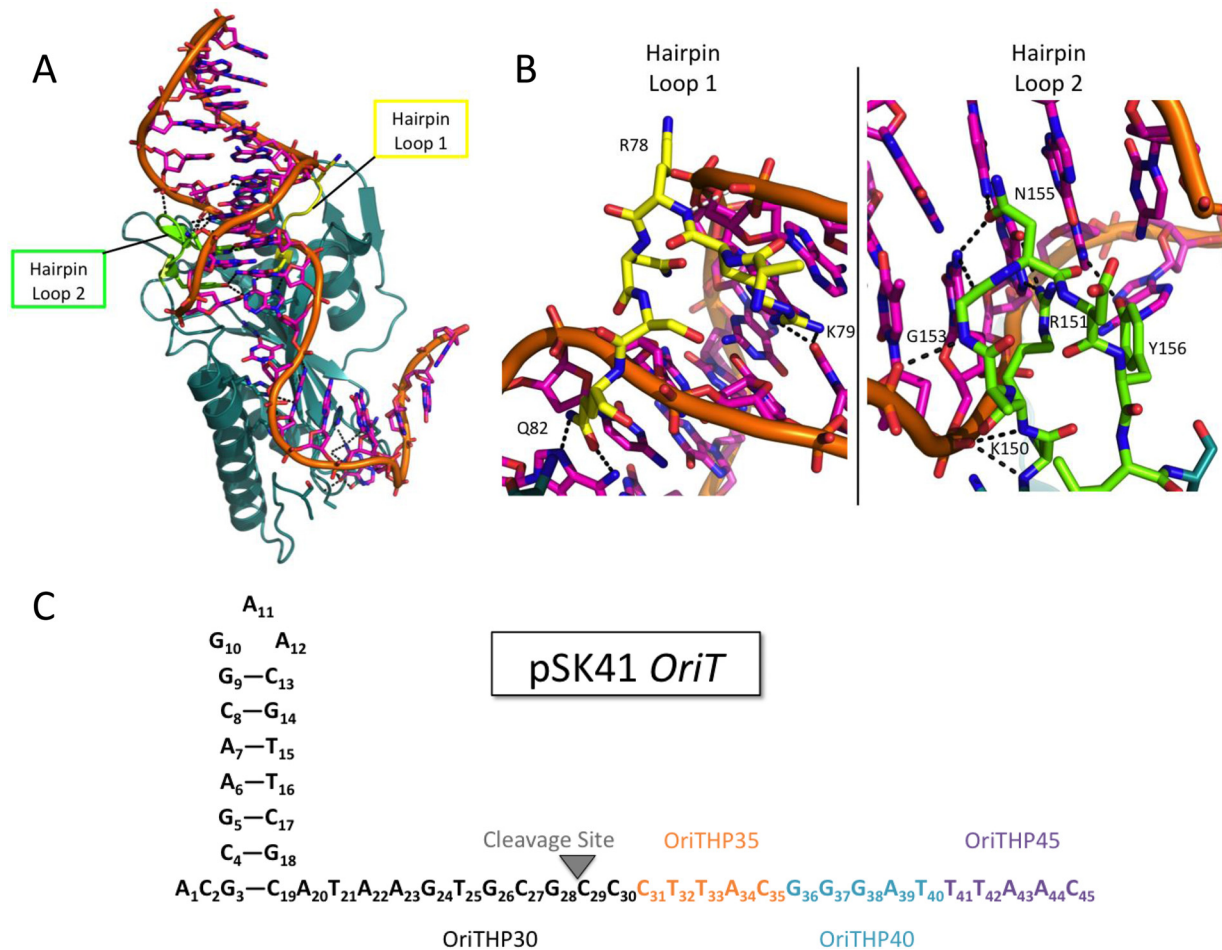 A
B
Hairpin
Loop 1
Hairpin
Loop 2
Hairpin
Loop 1
Hairpin
Loop 2
R78
K79
Q82
N155
G153
R151
Y156
K150
C
pSK41 OriT
A11
G10 A12
G9—C13
C8—G14
A7—T15
A6—T16
G5—C17
C4—G18
Cleavage Site
OriTHP35
OriTHP45
A1C2G3—C19A20T21A22A23G24T25G26C27G28C29C30C31T32T33A34C35G36G37G38A39T40T41T42A43A44C45
OriTHP30
OriTHP40